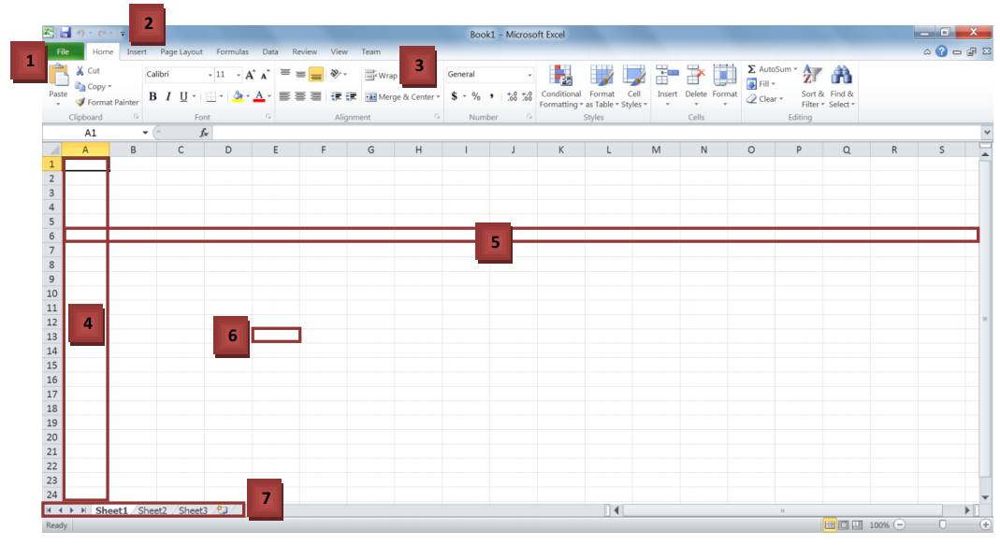 2
Book1 - Microsoft Excel
1
File Home Insert Page Layout Formulas Data Review View Team
3
Cut
Copy
Format Painter
Paste
Clipboard
Calibri 11
B I U
Font
Wrap
Merge & Center
Alignment
General
$ % , .0 .00 .00 .0
Number
Conditional Formatting
Format as Table
Cell Styles
Styles
Insert Delete Format
Cells
Σ AutoSum
Fill
Clear
Sort & Filter
Find & Select
Editing
A1 fx
A B C D E F G H I J K L M N O P Q R S
1
2
3
4
5
6 5
7
8
9
10
11
12 4
13 6
14
15
16
17
18
19
20
21
22
23
24
7
Sheet1 Sheet2 Sheet3
Ready 100%